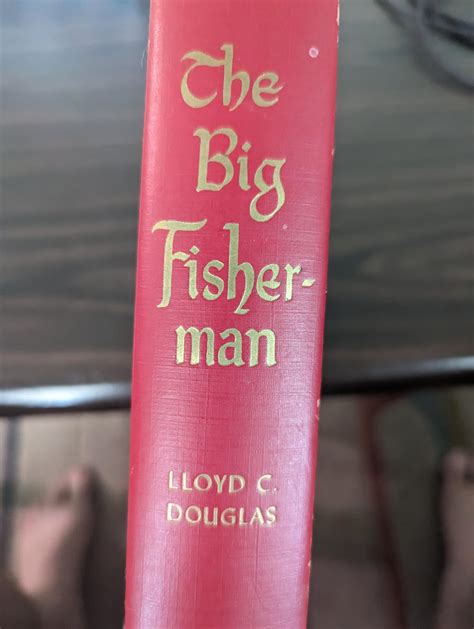 The
Big
Fisher-
man
LLOYD C.
DOUGLAS